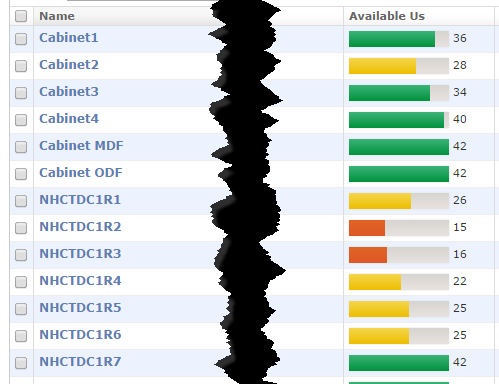 Name Available Us
Cabinet1 36
Cabinet2 28
Cabinet3 34
Cabinet4 40
Cabinet MDF 42
Cabinet ODF 42
NHCTDC1R1 26
NHCTDC1R2 15
NHCTDC1R3 16
NHCTDC1R4 22
NHCTDC1R5 25
NHCTDC1R6 25
NHCTDC1R7 42